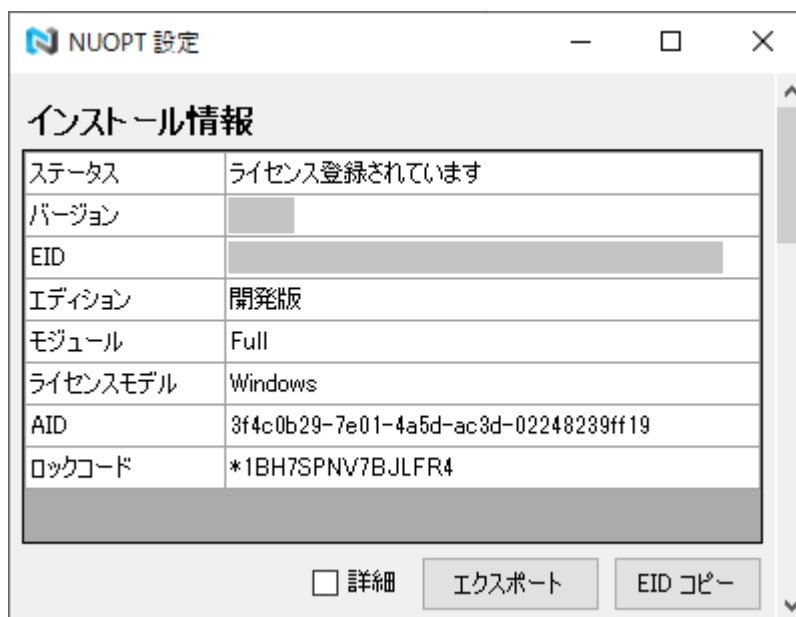 NUOPT 設定
インストール情報
ステータス ライセンス登録されています
バージョン
EID
エディション 開発版
モジュール Full
ライセンスモデル Windows
AID 3f4c0b29-7e01-4a5d-ac3d-02248239ff19
ロックコード *1BH7SPNV7BJLFR4
詳細 エクスポート EID コピー